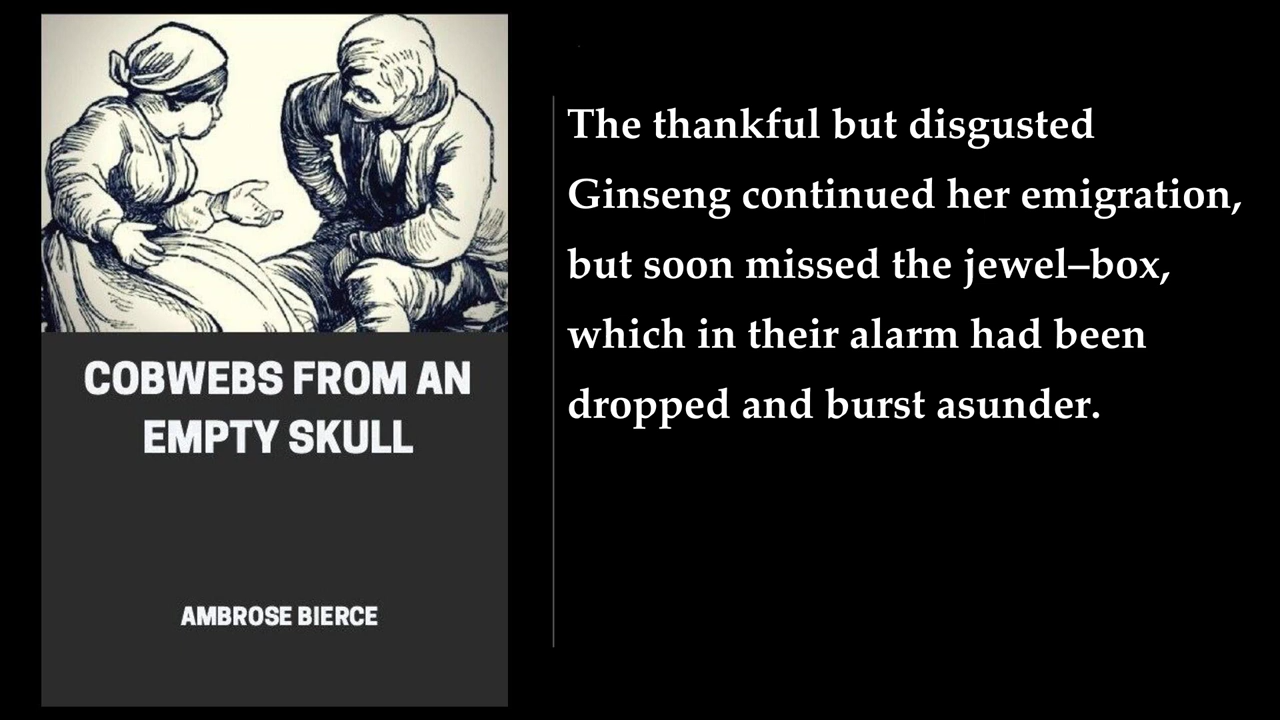 COBWEBS FROM AN
EMPTY SKULL
AMBROSE BIERCE
The thankful but disgusted
Ginseng continued her emigration,
but soon missed the jewel–box,
which in their alarm had been
dropped and burst asunder.